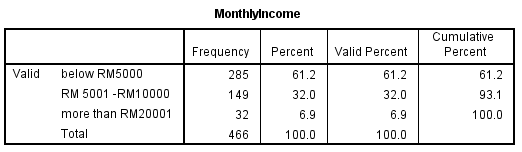 MonthlyIncome
Frequency Percent Valid Percent Cumulative Percent
Valid below RM5000 285 61.2 61.2 61.2
RM 5001 -RM10000 149 32.0 32.0 93.1
more than RM20001 32 6.9 6.9 100.0
Total 466 100.0 100.0